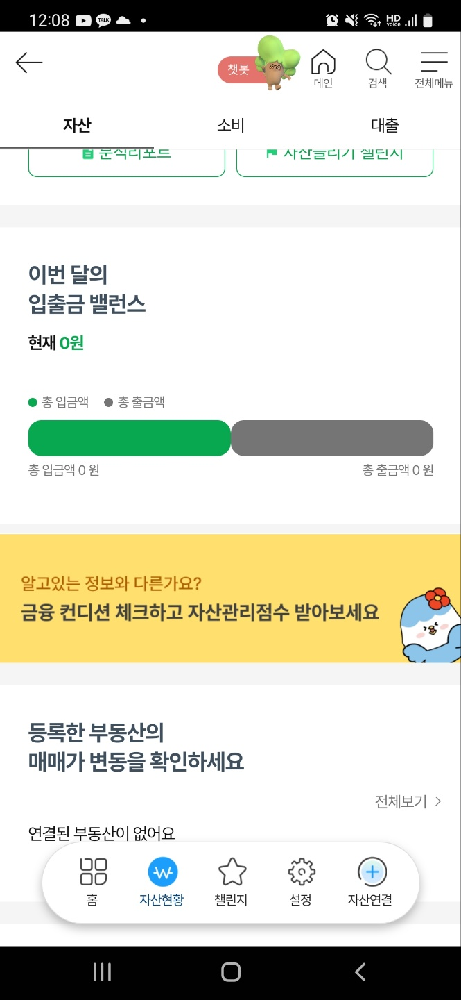 12:08
TALK
HD
voice
챗봇
메인
검색
전체메뉴
자산
소비
대출
분석리포트
자산늘리기 챌린지
이번 달의
입출금 밸런스
현재 0원
총 입금액
총 출금액
총 입금액 0 원
총 출금액 0 원
알고있는 정보와 다른가요?
금융 컨디션 체크하고 자산관리점수 받아보세요
등록한 부동산의
매매가 변동을 확인하세요
전체보기 >
연결된 부동산이 없어요
홈
자산현황
챌린지
설정
자산연결